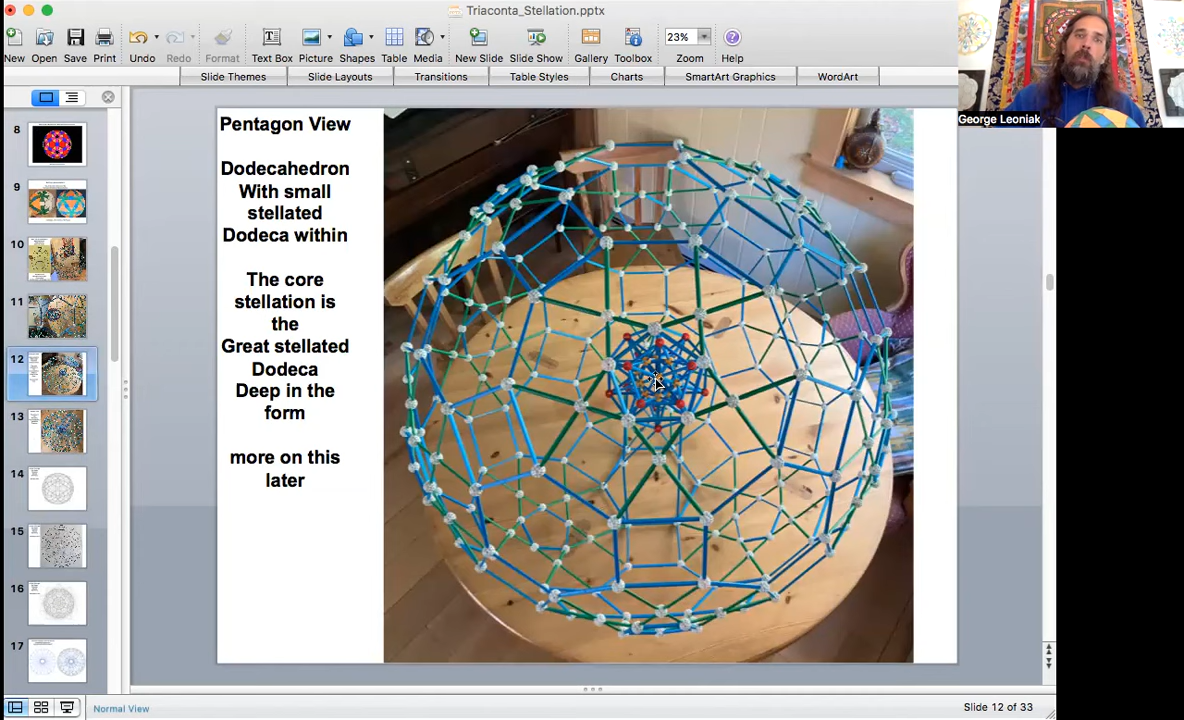 Triaconta_Stellation.pptx
New Open Save Print Undo Redo Format Text Box Picture Shapes Table Media New Slide Slide Show Gallery Toolbox Zoom Help
23%
Slide Themes Slide Layouts Transitions Table Styles Charts SmartArt Graphics WordArt
George Leoniak
8
9
10
11
12
13
14
15
16
17
Pentagon View
Dodecahedron
With small
stellated
Dodeca within
The core
stellation is
the
Great stellated
Dodeca
Deep in the
form
more on this
later
Normal View
Slide 12 of 33